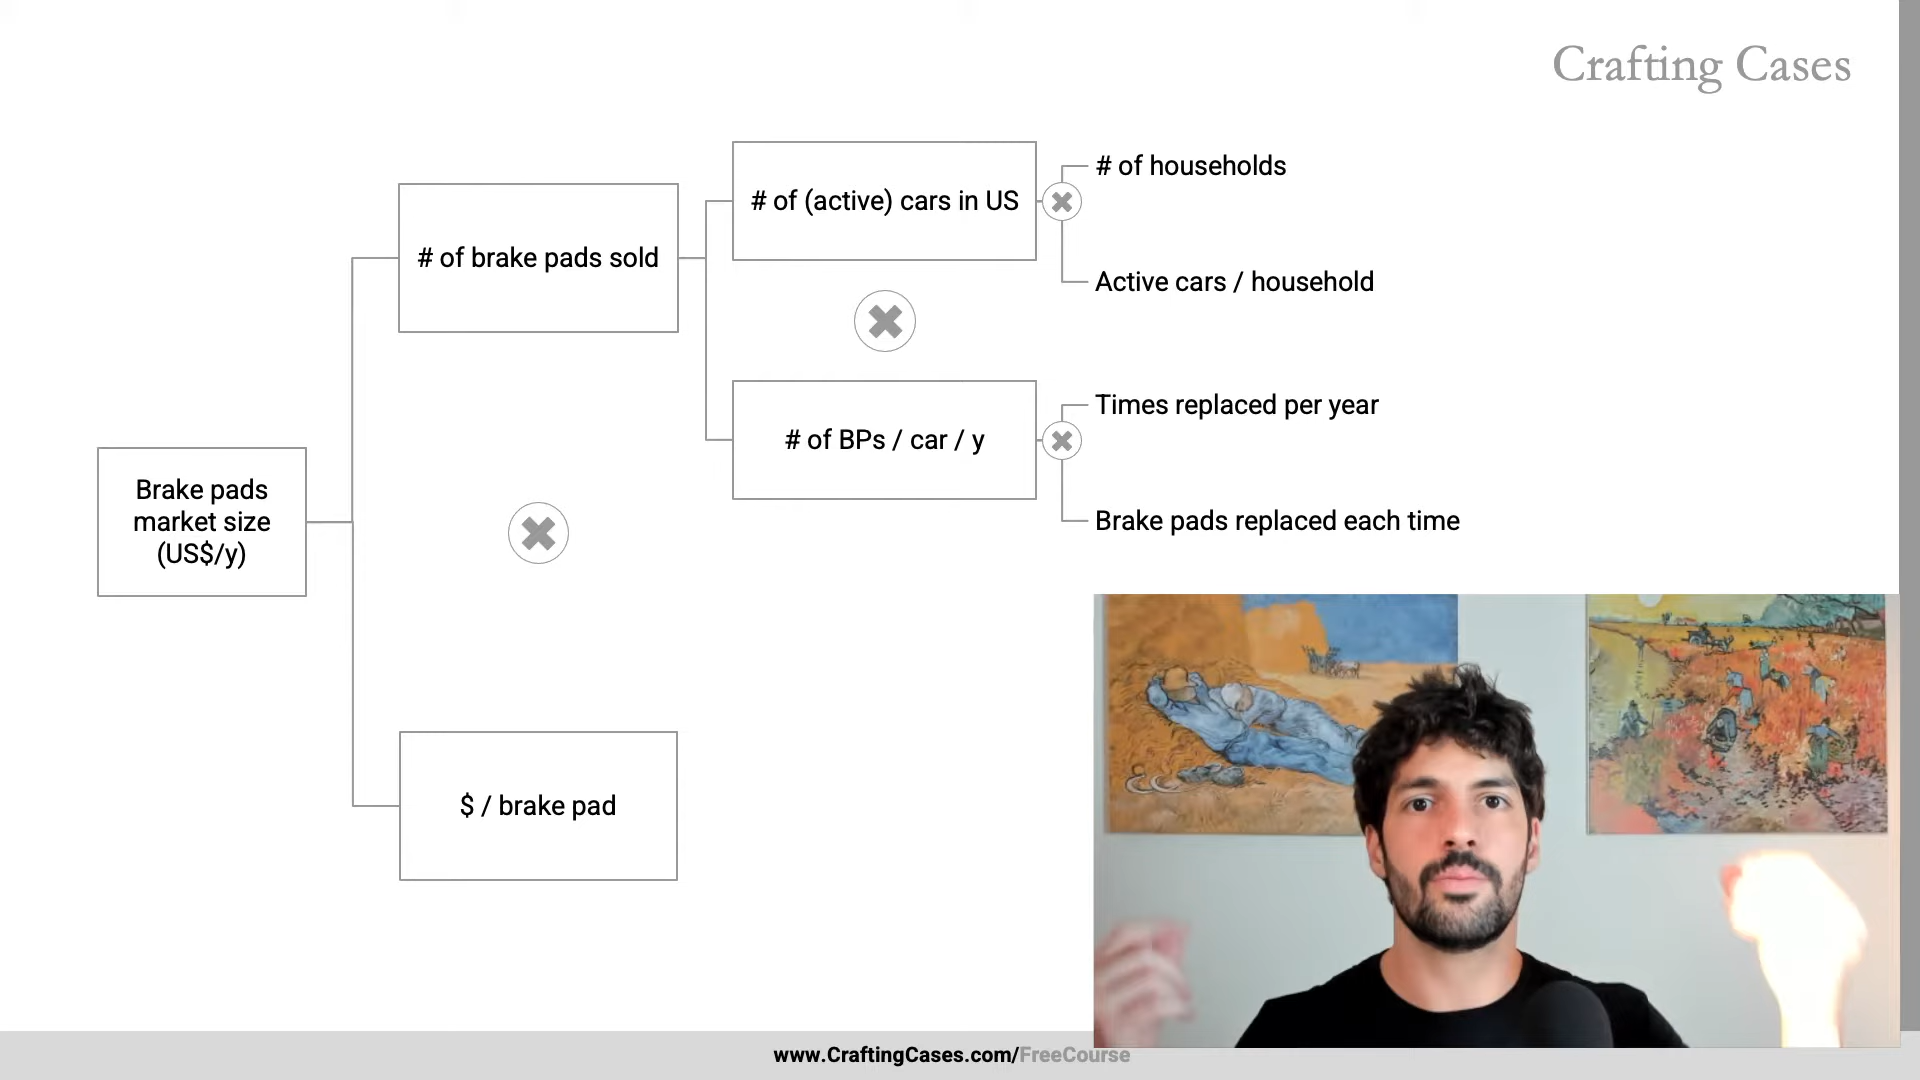 Crafting Cases
# of households
# of (active) cars in US
# of brake pads sold
Active cars / household
Times replaced per year
# of BPs / car / y
Brake pads
market size
(US$/y)
Brake pads replaced each time
$ / brake pad
www.CraftingCases.com/FreeCourse